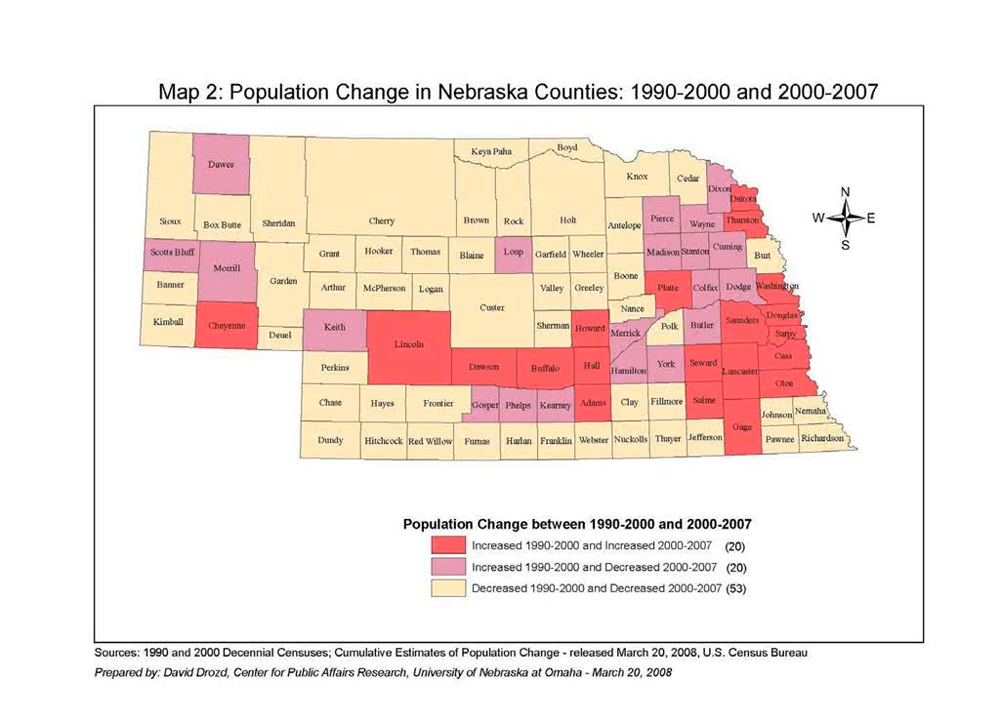 Map 2: Population Change in Nebraska Counties: 1990-2000 and 2000-2007
Keya Paha
Boyd
Dawes
Knox
Cedar
Dixon
Dakota
Sioux
Box Butte
Sheridan
Cherry
Brown
Rock
Holt
Antelope
Pierce
Wayne
Thurston
N
W
E
S
Scotts Bluff
Morrill
Garden
Grant
Hooker
Thomas
Blaine
Loup
Garfield
Wheeler
Madison
Stanton
Cuming
Burt
Banner
Arthur
McPherson
Logan
Custer
Valley
Greeley
Boone
Platte
Colfax
Dodge
Washington
Kimball
Cheyenne
Deuel
Keith
Lincoln
Sherman
Howard
Nance
Merrick
Polk
Butler
Saunders
Douglas
Sarpy
Perkins
Dawson
Buffalo
Hall
Hamilton
York
Seward
Lancaster
Cass
Otoe
Chase
Hayes
Frontier
Gosper
Phelps
Kearney
Adams
Clay
Fillmore
Saline
Gage
Johnson
Nemaha
Dundy
Hitchcock
Red Willow
Furnas
Harlan
Franklin
Webster
Nuckolls
Thayer
Jefferson
Pawnee
Richardson
Population Change between 1990-2000 and 2000-2007
Increased 1990-2000 and Increased 2000-2007 (20)
Increased 1990-2000 and Decreased 2000-2007 (20)
Decreased 1990-2000 and Decreased 2000-2007 (53)
Sources: 1990 and 2000 Decennial Censuses; Cumulative Estimates of Population Change - released March 20, 2008, U.S. Census Bureau
Prepared by: David Drozd, Center for Public Affairs Research, University of Nebraska at Omaha - March 20, 2008